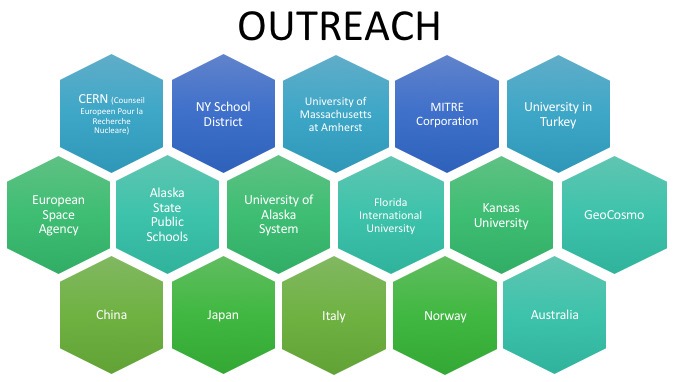 OUTREACH
CERN (Counseil
Europeen Pour la
Recherche
Nucleare)
NY School
District
University of
Massachusetts
at Amherst
MITRE
Corporation
University in
Turkey
European
Space
Agency
Alaska
State
Public
Schools
University of
Alaska
System
Florida
International
University
Kansas
University
GeoCosmo
China
Japan
Italy
Norway
Australia